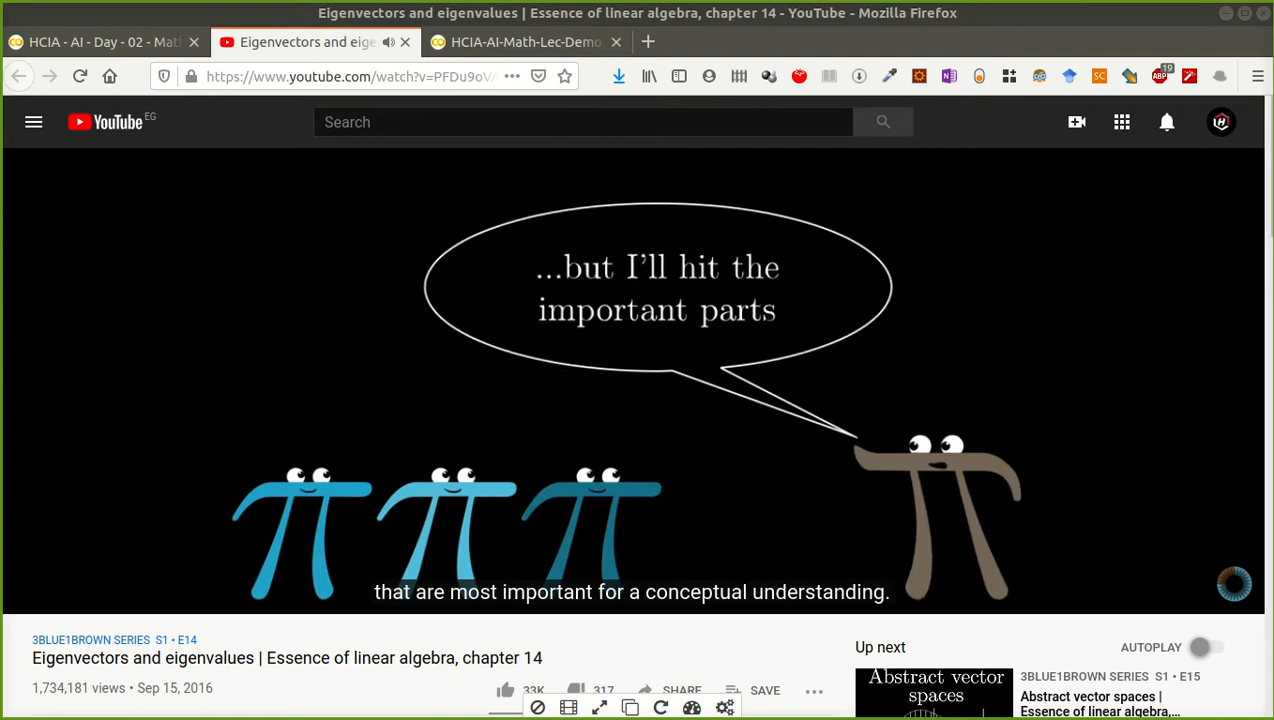 Eigenvectors and eigenvalues | Essence of linear algebra, chapter 14 - YouTube - Mozilla Firefox
HCIA - AI - Day - 02 - Mat
Eigenvectors and eige
HCIA-AI-Math-Lec-Demo.
https://www.youtube.com/watch?v=PFDu9oVA
SC
19
ABP
YouTube EG
Search
...but I'll hit the
important parts
that are most important for a conceptual understanding.
3BLUE1BROWN SERIES S1 • E14
Eigenvectors and eigenvalues | Essence of linear algebra, chapter 14
1,734,181 views • Sep 15, 2016
33K
317
SHARE
SAVE
Up next
AUTOPLAY
Abstract vector
spaces
3BLUE1BROWN SERIES S1 • E15
Abstract vector spaces |
Essence of linear algebra,...